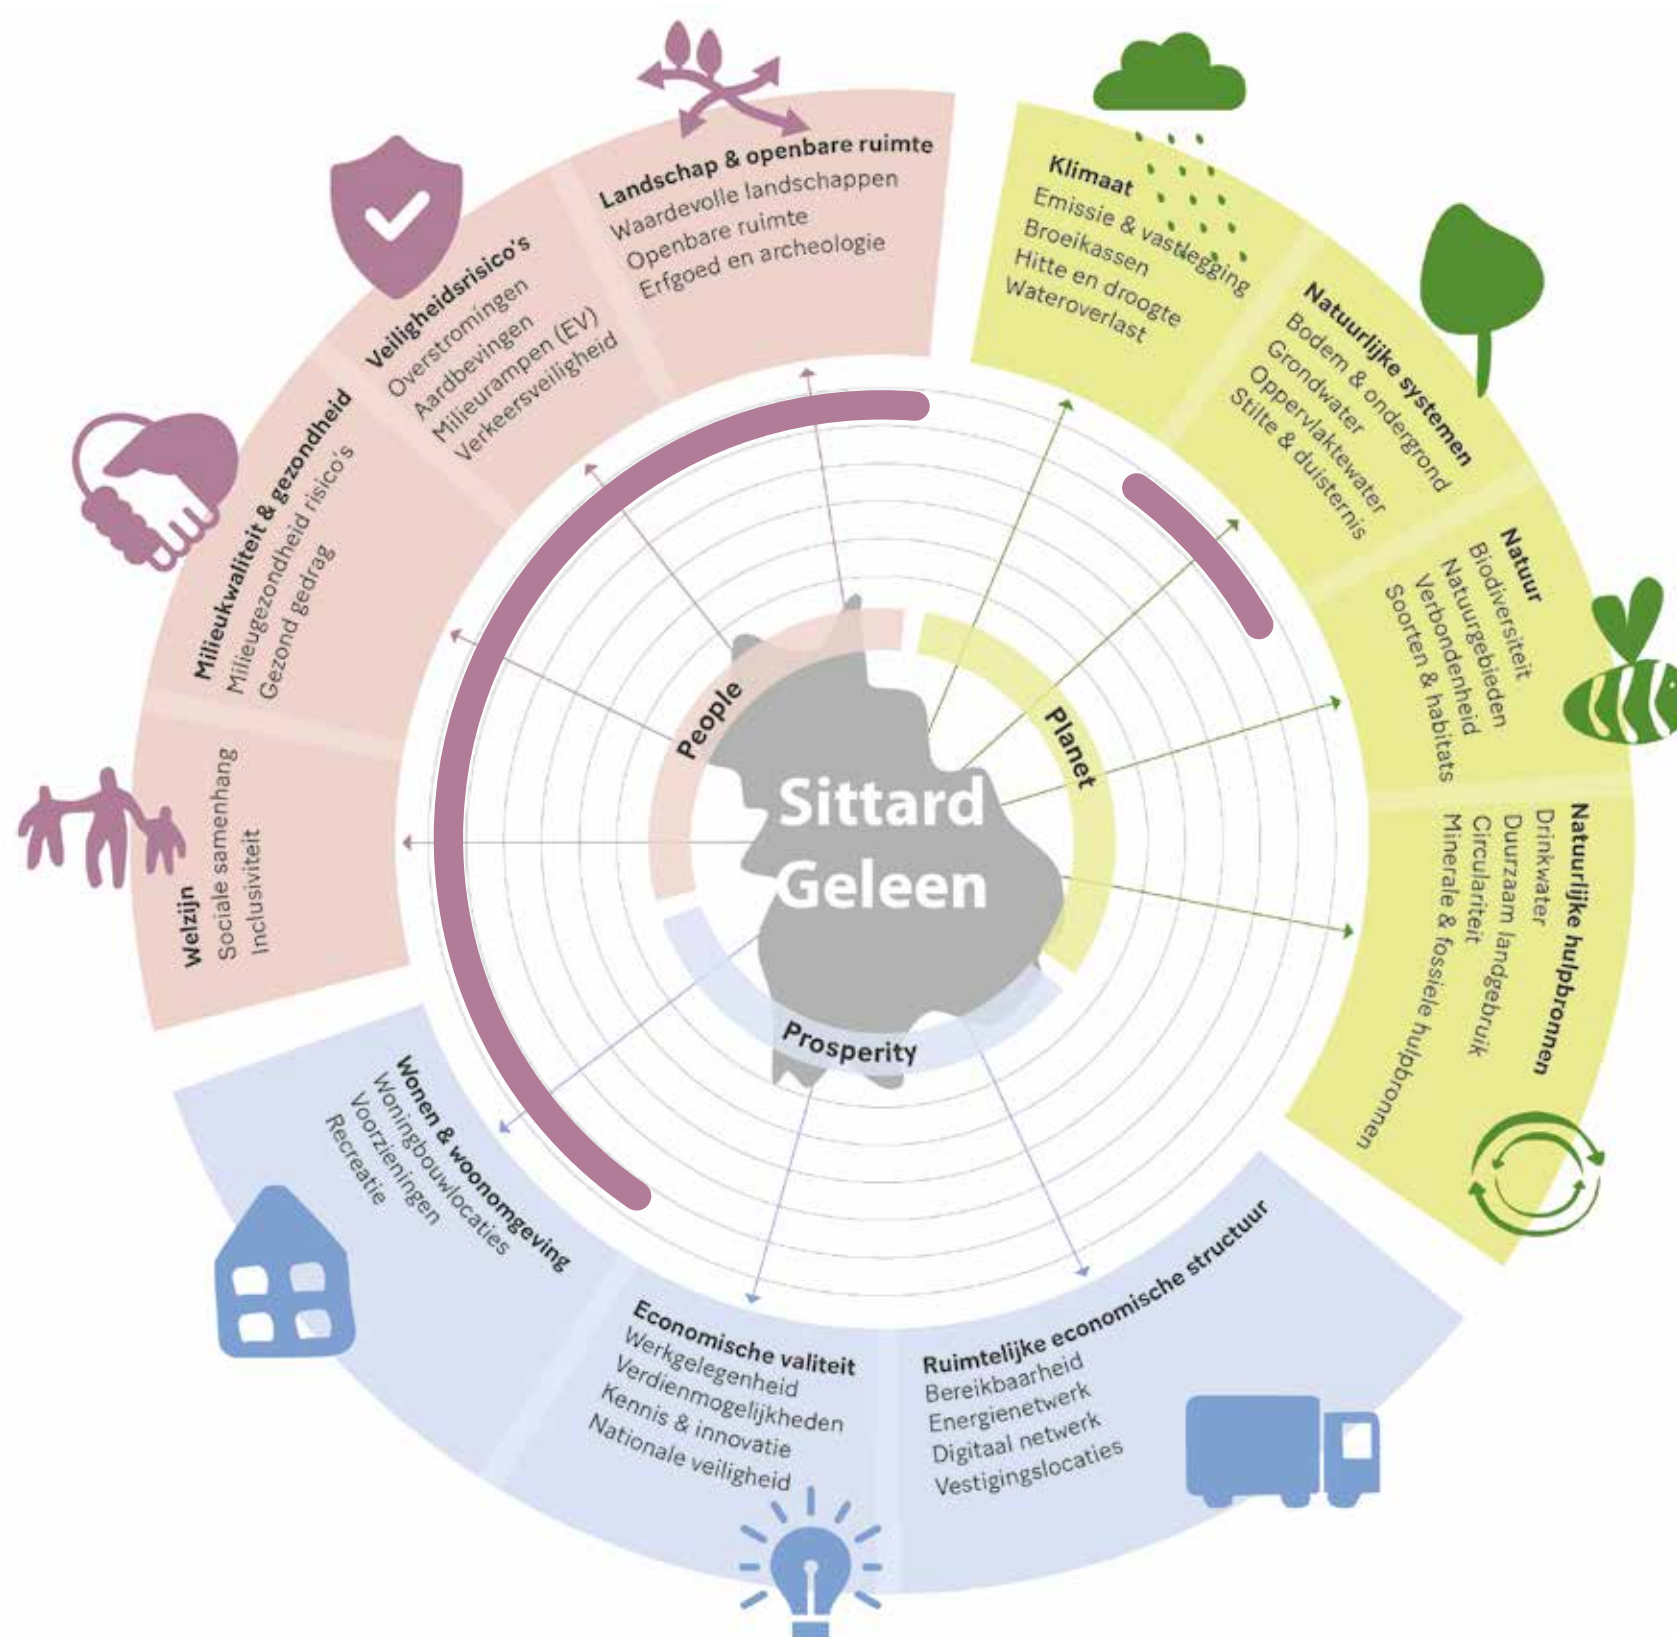 Landschap & openbare ruimte
Waardevolle landschappen
Openbare ruimte
Erfgoed en archeologie
Klimaat
Emissie & vastlegging
Broeikassen
Hitte en droogte
Wateroverlast
Natuurlijke systemen
Bodem & ondergrond
Grondwater
Oppervlaktewater
Stilte & duisternis
Natuur
Biodiversiteit
Natuurgebieden
Verbondenheid
Soorten & habitats
Natuurlijke hulpbronnen
Drinkwater
Duurzaam landgebruik
Circulariteit
Minerale & fossiele hulpbronnen
Ruimtelijke economische structuur
Bereikbaarheid
Energienetwerk
Digitaal netwerk
Vestigingslocaties
Economische valiteit
Werkgelegenheid
Verdienmogelijkheden
Kennis & innovatie
Nationale veiligheid
Wonen & woonomgeving
Woningbouwlocaties
Voorzieningen
Recreatie
Welzijn
Sociale samenhang
Inclusiviteit
Milieukwaliteit & gezondheid
Milieugezondheid risico's
Gezond gedrag
Veiligheidsrisico's
Overstromingen
Aardbevingen
Milieurampen (EV)
Verkeersveiligheid
People
Planet
Prosperity
Sittard
Geleen